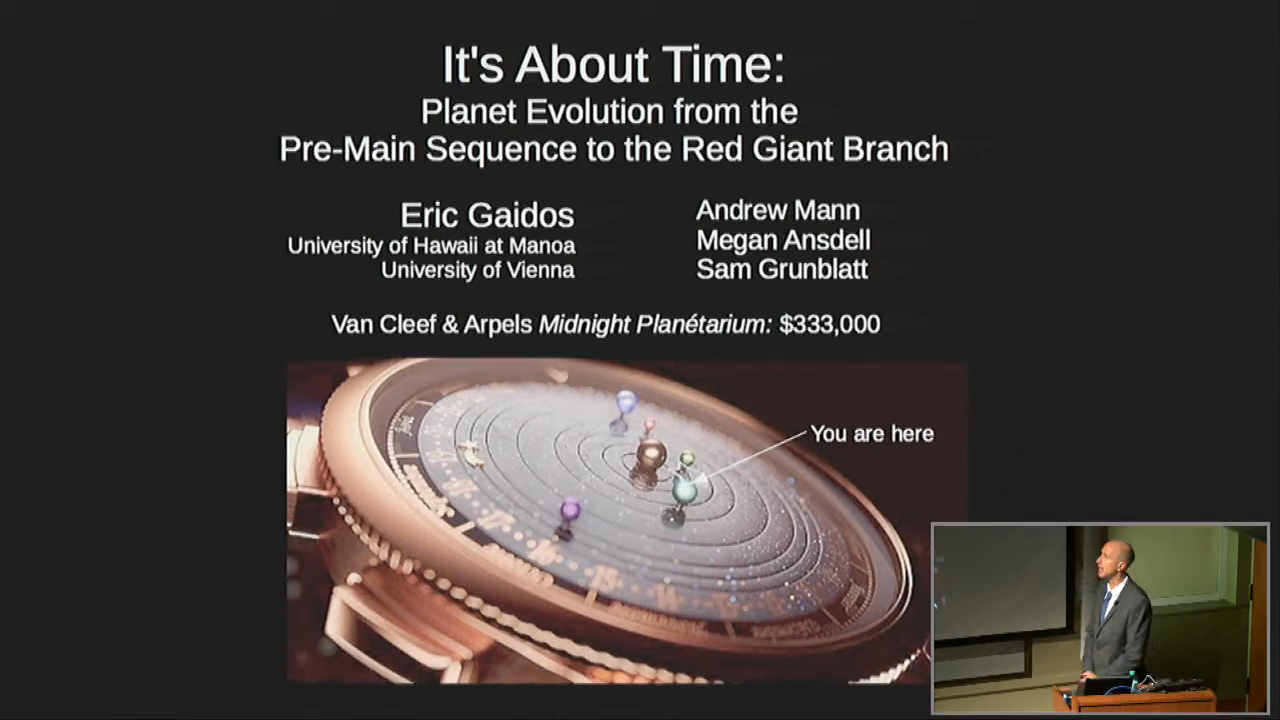 It's About Time:
Planet Evolution from the
Pre-Main Sequence to the Red Giant Branch
Eric Gaidos
University of Hawaii at Manoa
University of Vienna
Andrew Mann
Megan Ansdell
Sam Grunblatt
Van Cleef & Arpels Midnight Planétarium: $333,000
You are here